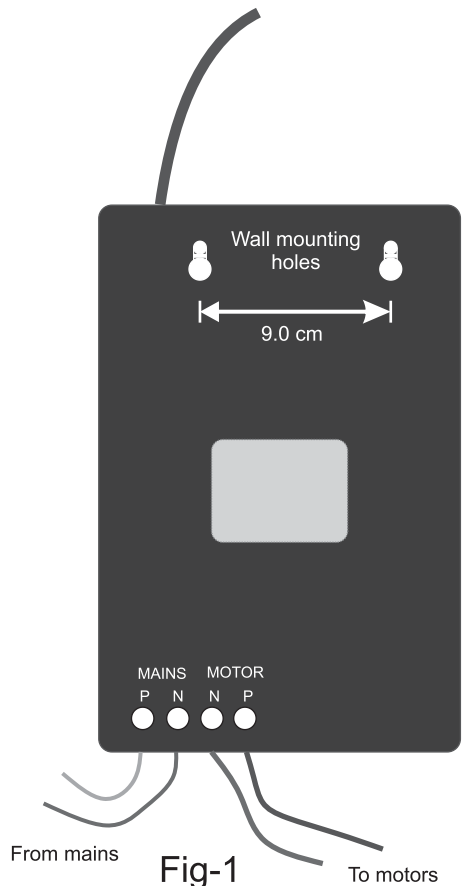 Wall mounting
holes
9.0 cm
MAINS MOTOR
P N N P
From mains
Fig-1
To motors